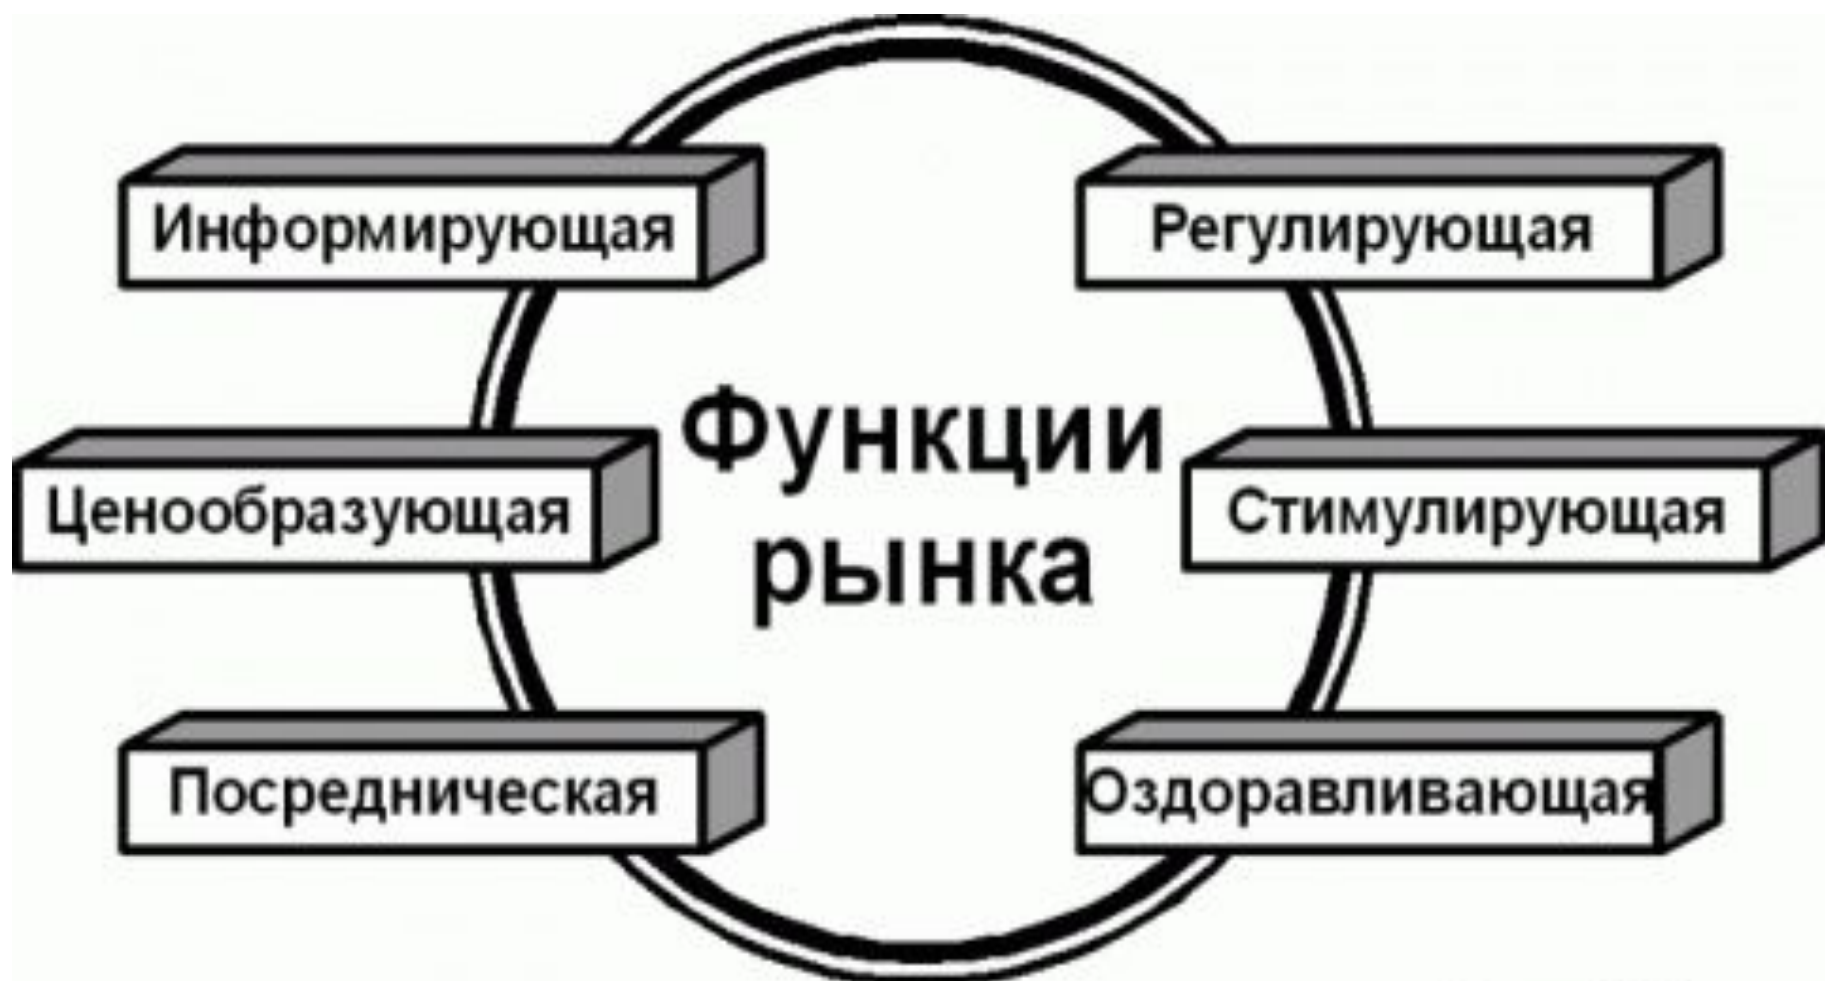 Информирующая
Регулирующая
Функции
рынка
Ценообразующая
Стимулирующая
Посредническая
Оздоравливающая